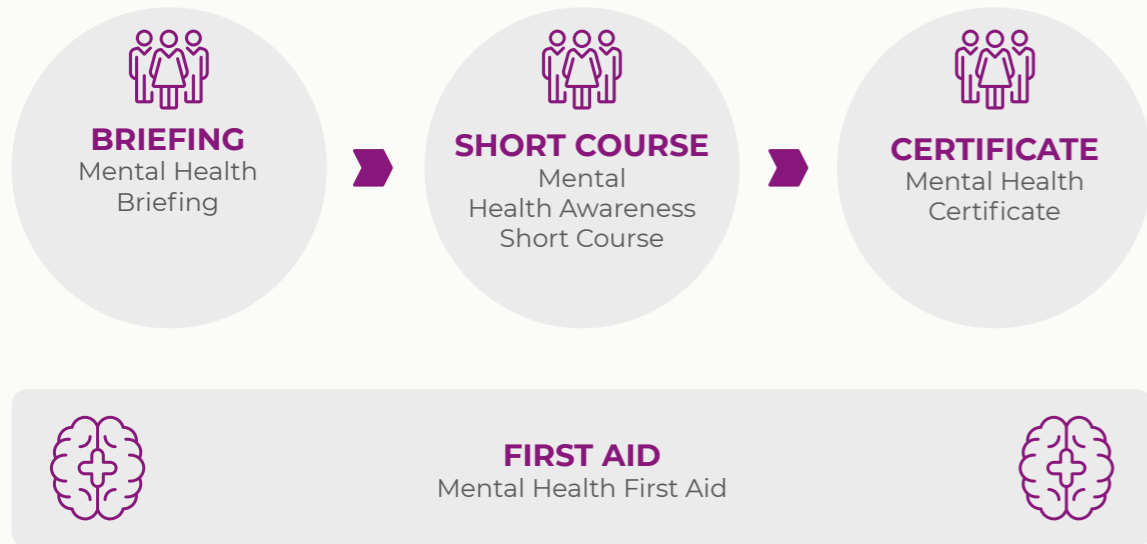 BRIEFING
Mental Health
Briefing
SHORT COURSE
Mental
Health Awareness
Short Course
CERTIFICATE
Mental Health
Certificate
FIRST AID
Mental Health First Aid